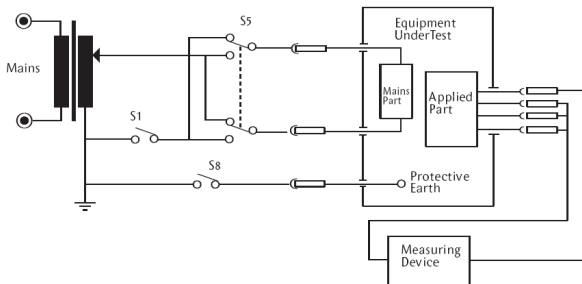 S5
Equipment
UnderTest
Mains
Mains
Part
Applied
Part
S1
S8
Protective
Earth
Measuring
Device